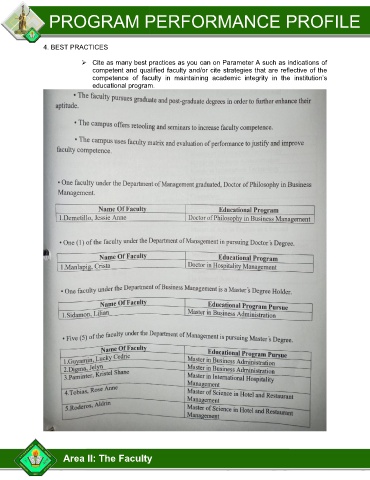 PROGRAM PERFORMANCE PROFILE
4. BEST PRACTICES
➢ Cite as many best practices as you can on Parameter A such as indications of
competent and qualified faculty and/or cite strategies that are reflective of the
competence of faculty in maintaining academic integrity in the institution's
educational program.
• The faculty pursues graduate and post-graduate degrees in order to further enhance their
aptitude.
• The campus offers retooling and seminars to increase faculty competence.
• The campus uses faculty matrix and evaluation of performance to justify and improve
faculty competence.
• One faculty under the Department of Management graduated, Doctor of Philosophy in Business
Management.
Name Of Faculty Educational Program
1.Demetillo, Jessie Anne Doctor of Philosophy in Business Management
• One (1) of the faculty under the Department of Management in pursuing Doctor's Degree.
Name Of Faculty Educational Program
1.Manlapig, Crista Doctor in Hospitality Management
• One faculty under the Department of Business Management is a Master's Degree Holder.
Name Of Faculty Educational Program Pursue
1.Sidamon, Lilian Master in Business Administration
• Five (5) of the faculty under the Department of Management is pursuing Master's Degree.
Name Of Faculty Educational Program Pursue
1.Guyamin, Lucky Cedric Master in Business Administration
2.Digma, Jelyn Master in Business Administration
3.Parninter, Kristal Shane Master in International Hospitality
Management
4.Tobias, Rose Anne Master of Science in Hotel and Restaurant
Management
5.Roderos, Aldrin Master of Science in Hotel and Restaurant
Management
Area II: The Faculty